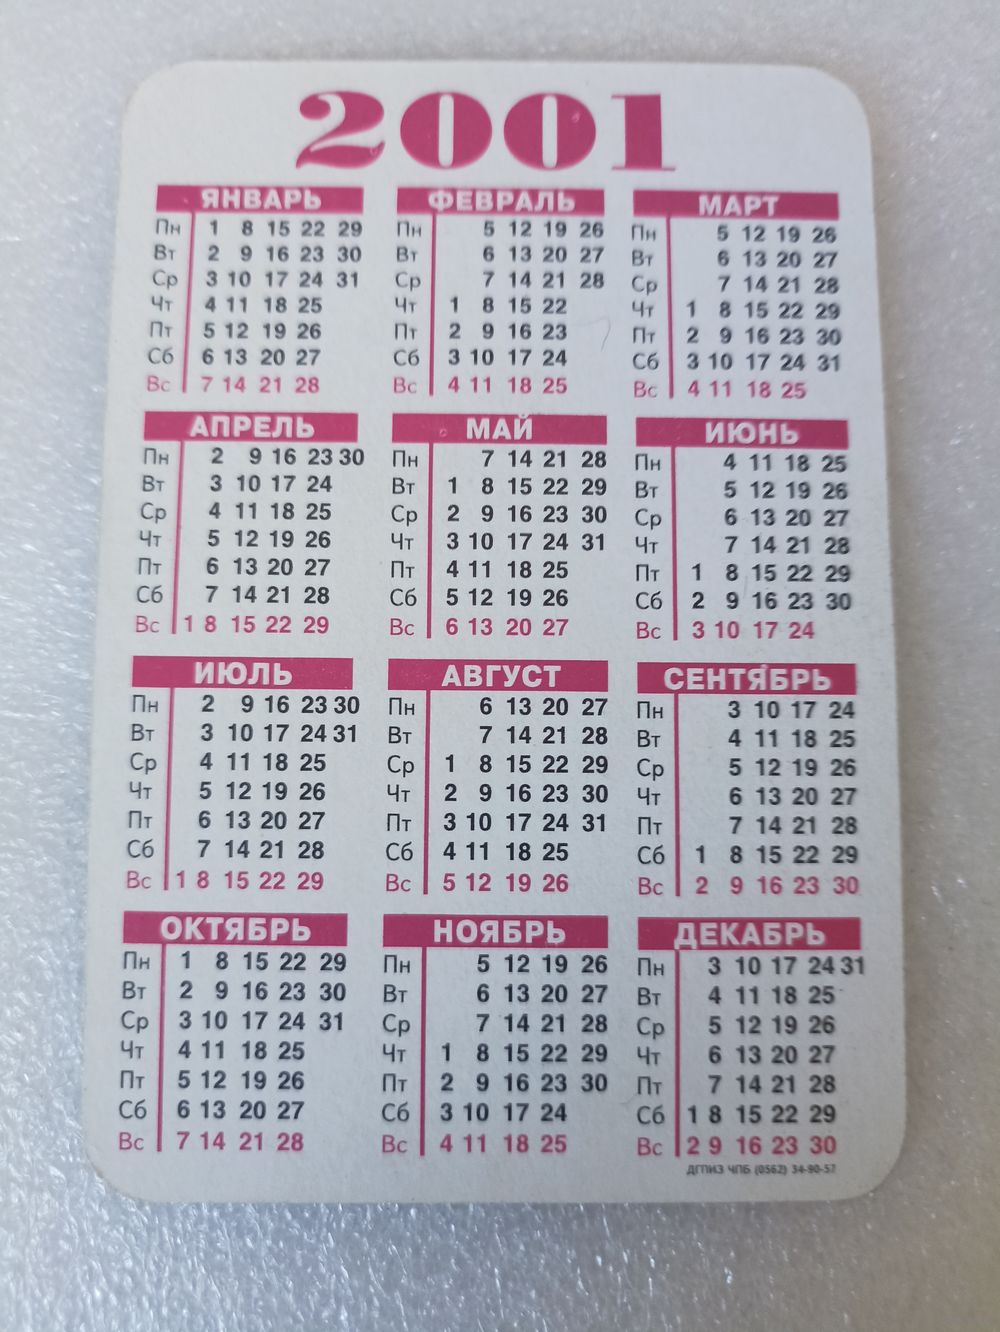 2001
ЯНВАРЬ ФЕВРАЛЬ МАРТ
Пн 1 8 15 22 29 Пн 5 12 19 26 Пн 5 12 19 26
Вт 2 9 16 23 30 Вт 6 13 20 27 Вт 6 13 20 27
Ср 3 10 17 24 31 Ср 7 14 21 28 Ср 7 14 21 28
Чт 4 11 18 25 Чт 1 8 15 22 Чт 1 8 15 22 29
Пт 5 12 19 26 Пт 2 9 16 23 Пт 2 9 16 23 30
Сб 6 13 20 27 Сб 3 10 17 24 Сб 3 10 17 24 31
Вс 7 14 21 28 Вс 4 11 18 25 Вс 4 11 18 25
АПРЕЛЬ МАЙ ИЮНЬ
Пн 2 9 16 23 30 Пн 7 14 21 28 Пн 4 11 18 25
Вт 3 10 17 24 Вт 1 8 15 22 29 Вт 5 12 19 26
Ср 4 11 18 25 Ср 2 9 16 23 30 Ср 6 13 20 27
Чт 5 12 19 26 Чт 3 10 17 24 31 Чт 7 14 21 28
Пт 6 13 20 27 Пт 4 11 18 25 Пт 1 8 15 22 29
Сб 7 14 21 28 Сб 5 12 19 26 Сб 2 9 16 23 30
Вс 1 8 15 22 29 Вс 6 13 20 27 Вс 3 10 17 24
ИЮЛЬ АВГУСТ СЕНТЯБРЬ
Пн 2 9 16 23 30 Пн 6 13 20 27 Пн 3 10 17 24
Вт 3 10 17 24 31 Вт 7 14 21 28 Вт 4 11 18 25
Ср 4 11 18 25 Ср 1 8 15 22 29 Ср 5 12 19 26
Чт 5 12 19 26 Чт 2 9 16 23 30 Чт 6 13 20 27
Пт 6 13 20 27 Пт 3 10 17 24 31 Пт 7 14 21 28
Сб 7 14 21 28 Сб 4 11 18 25 Сб 1 8 15 22 29
Вс 1 8 15 22 29 Вс 5 12 19 26 Вс 2 9 16 23 30
ОКТЯБРЬ НОЯБРЬ ДЕКАБРЬ
Пн 1 8 15 22 29 Пн 5 12 19 26 Пн 3 10 17 24 31
Вт 2 9 16 23 30 Вт 6 13 20 27 Вт 4 11 18 25
Ср 3 10 17 24 31 Ср 7 14 21 28 Ср 5 12 19 26
Чт 4 11 18 25 Чт 1 8 15 22 29 Чт 6 13 20 27
Пт 5 12 19 26 Пт 2 9 16 23 30 Пт 7 14 21 28
Сб 6 13 20 27 Сб 3 10 17 24 Сб 1 8 15 22 29
Вс 7 14 21 28 Вс 4 11 18 25 Вс 2 9 16 23 30
ДГПИЗ ЧПБ (0562) 34-90-57